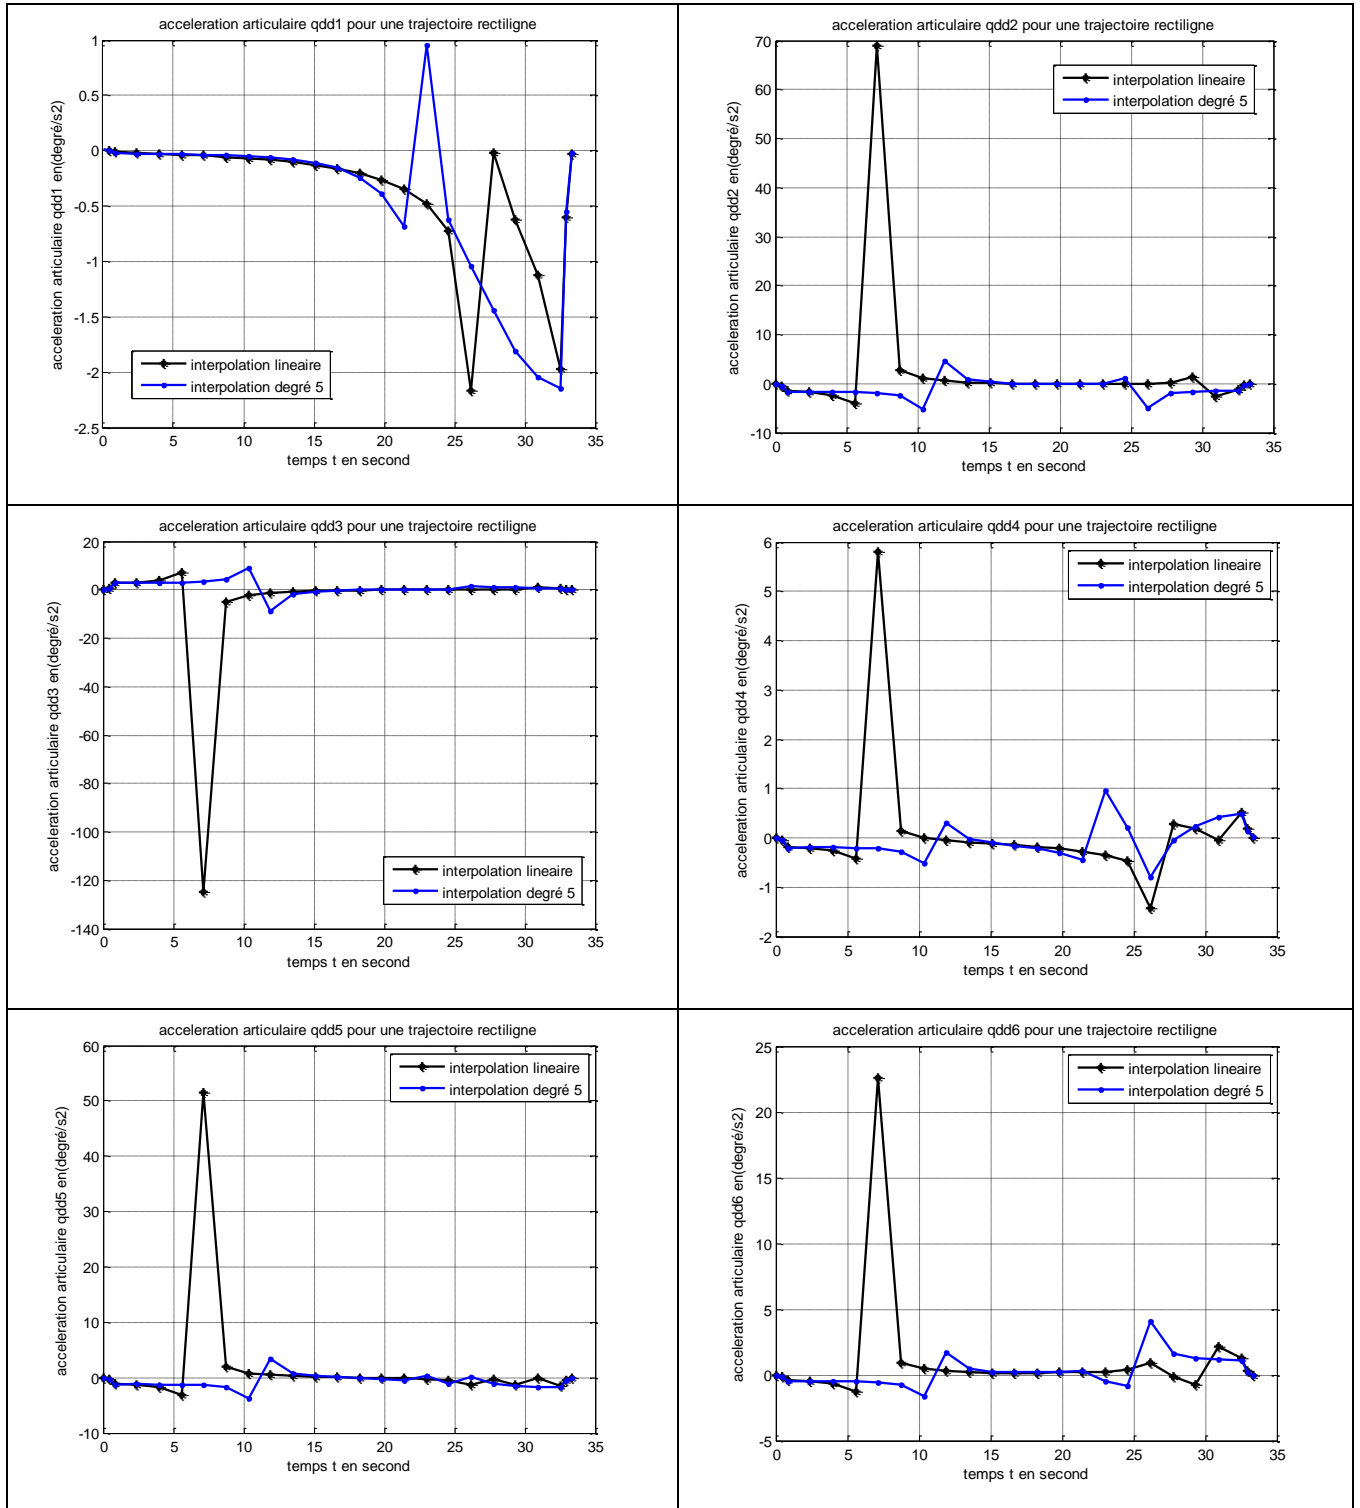 acceleration articulaire qdd1 pour une trajectoire rectiligne
acceleration articulaire qdd1 en(degré/s2)
1
0.5
0
-0.5
-1
-1.5
-2
-2.5
interpolation lineaire
interpolation degré 5
0 5 10 15 20 25 30 35
temps t en second
acceleration articulaire qdd2 pour une trajectoire rectiligne
acceleration articulaire qdd2 en(degré/s2)
70
60
50
40
30
20
10
0
-10
interpolation lineaire
interpolation degré 5
0 5 10 15 20 25 30 35
temps t en second
acceleration articulaire qdd3 pour une trajectoire rectiligne
acceleration articulaire qdd3 en(degré/s2)
20
0
-20
-40
-60
-80
-100
-120
-140
interpolation lineaire
interpolation degré 5
0 5 10 15 20 25 30 35
temps t en second
acceleration articulaire qdd4 pour une trajectoire rectiligne
acceleration articulaire qdd4 en(degré/s2)
6
5
4
3
2
1
0
-1
-2
interpolation lineaire
interpolation degré 5
0 5 10 15 20 25 30 35
temps t en second
acceleration articulaire qdd5 pour une trajectoire rectiligne
acceleration articulaire qdd5 en(degré/s2)
60
50
40
30
20
10
0
-10
interpolation lineaire
interpolation degré 5
0 5 10 15 20 25 30 35
temps t en second
acceleration articulaire qdd6 pour une trajectoire rectiligne
acceleration articulaire qdd6 en(degré/s2)
25
20
15
10
5
0
-5
interpolation lineaire
interpolation degré 5
0 5 10 15 20 25 30 35
temps t en second